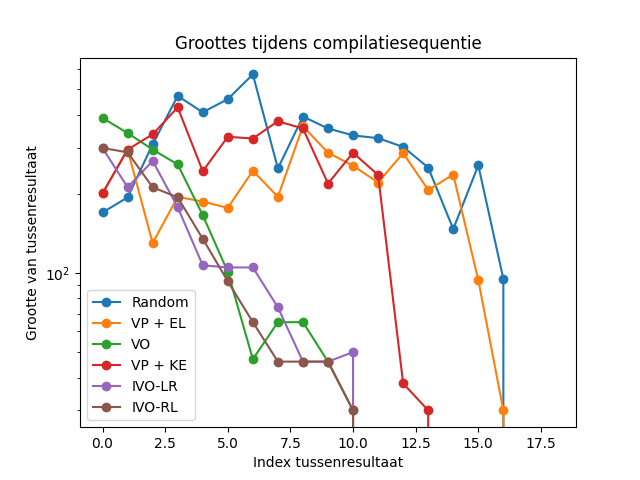 Groottes tijdens compilatiesequentie
Grootte van tussenresultaat
10²
Random
VP + EL
VO
VP + KE
IVO-LR
IVO-RL
0.0 2.5 5.0 7.5 10.0 12.5 15.0 17.5
Index tussenresultaat